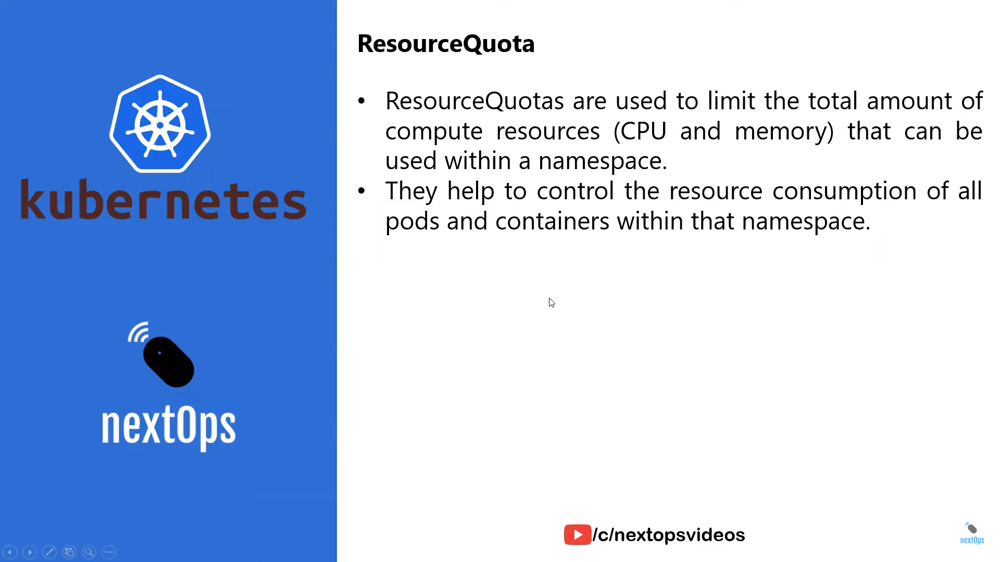 ResourceQuota
• ResourceQuotas are used to limit the total amount of
compute resources (CPU and memory) that can be
used within a namespace.
• They help to control the resource consumption of all
pods and containers within that namespace.
kubernetes
nextOps
/c/nextopsvideos
nextOps